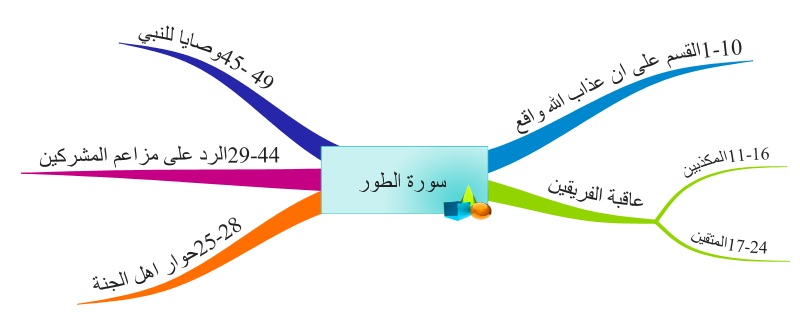 سورة الطور
1-10القسم على ان عذاب الله واقع
عاقبة الفريقين
11-16المكذبيين
17-24المتقين
25-28حوار اهل الجنة
29-44الرد على مزاعم المشركين
45- 49وصايا للنبي